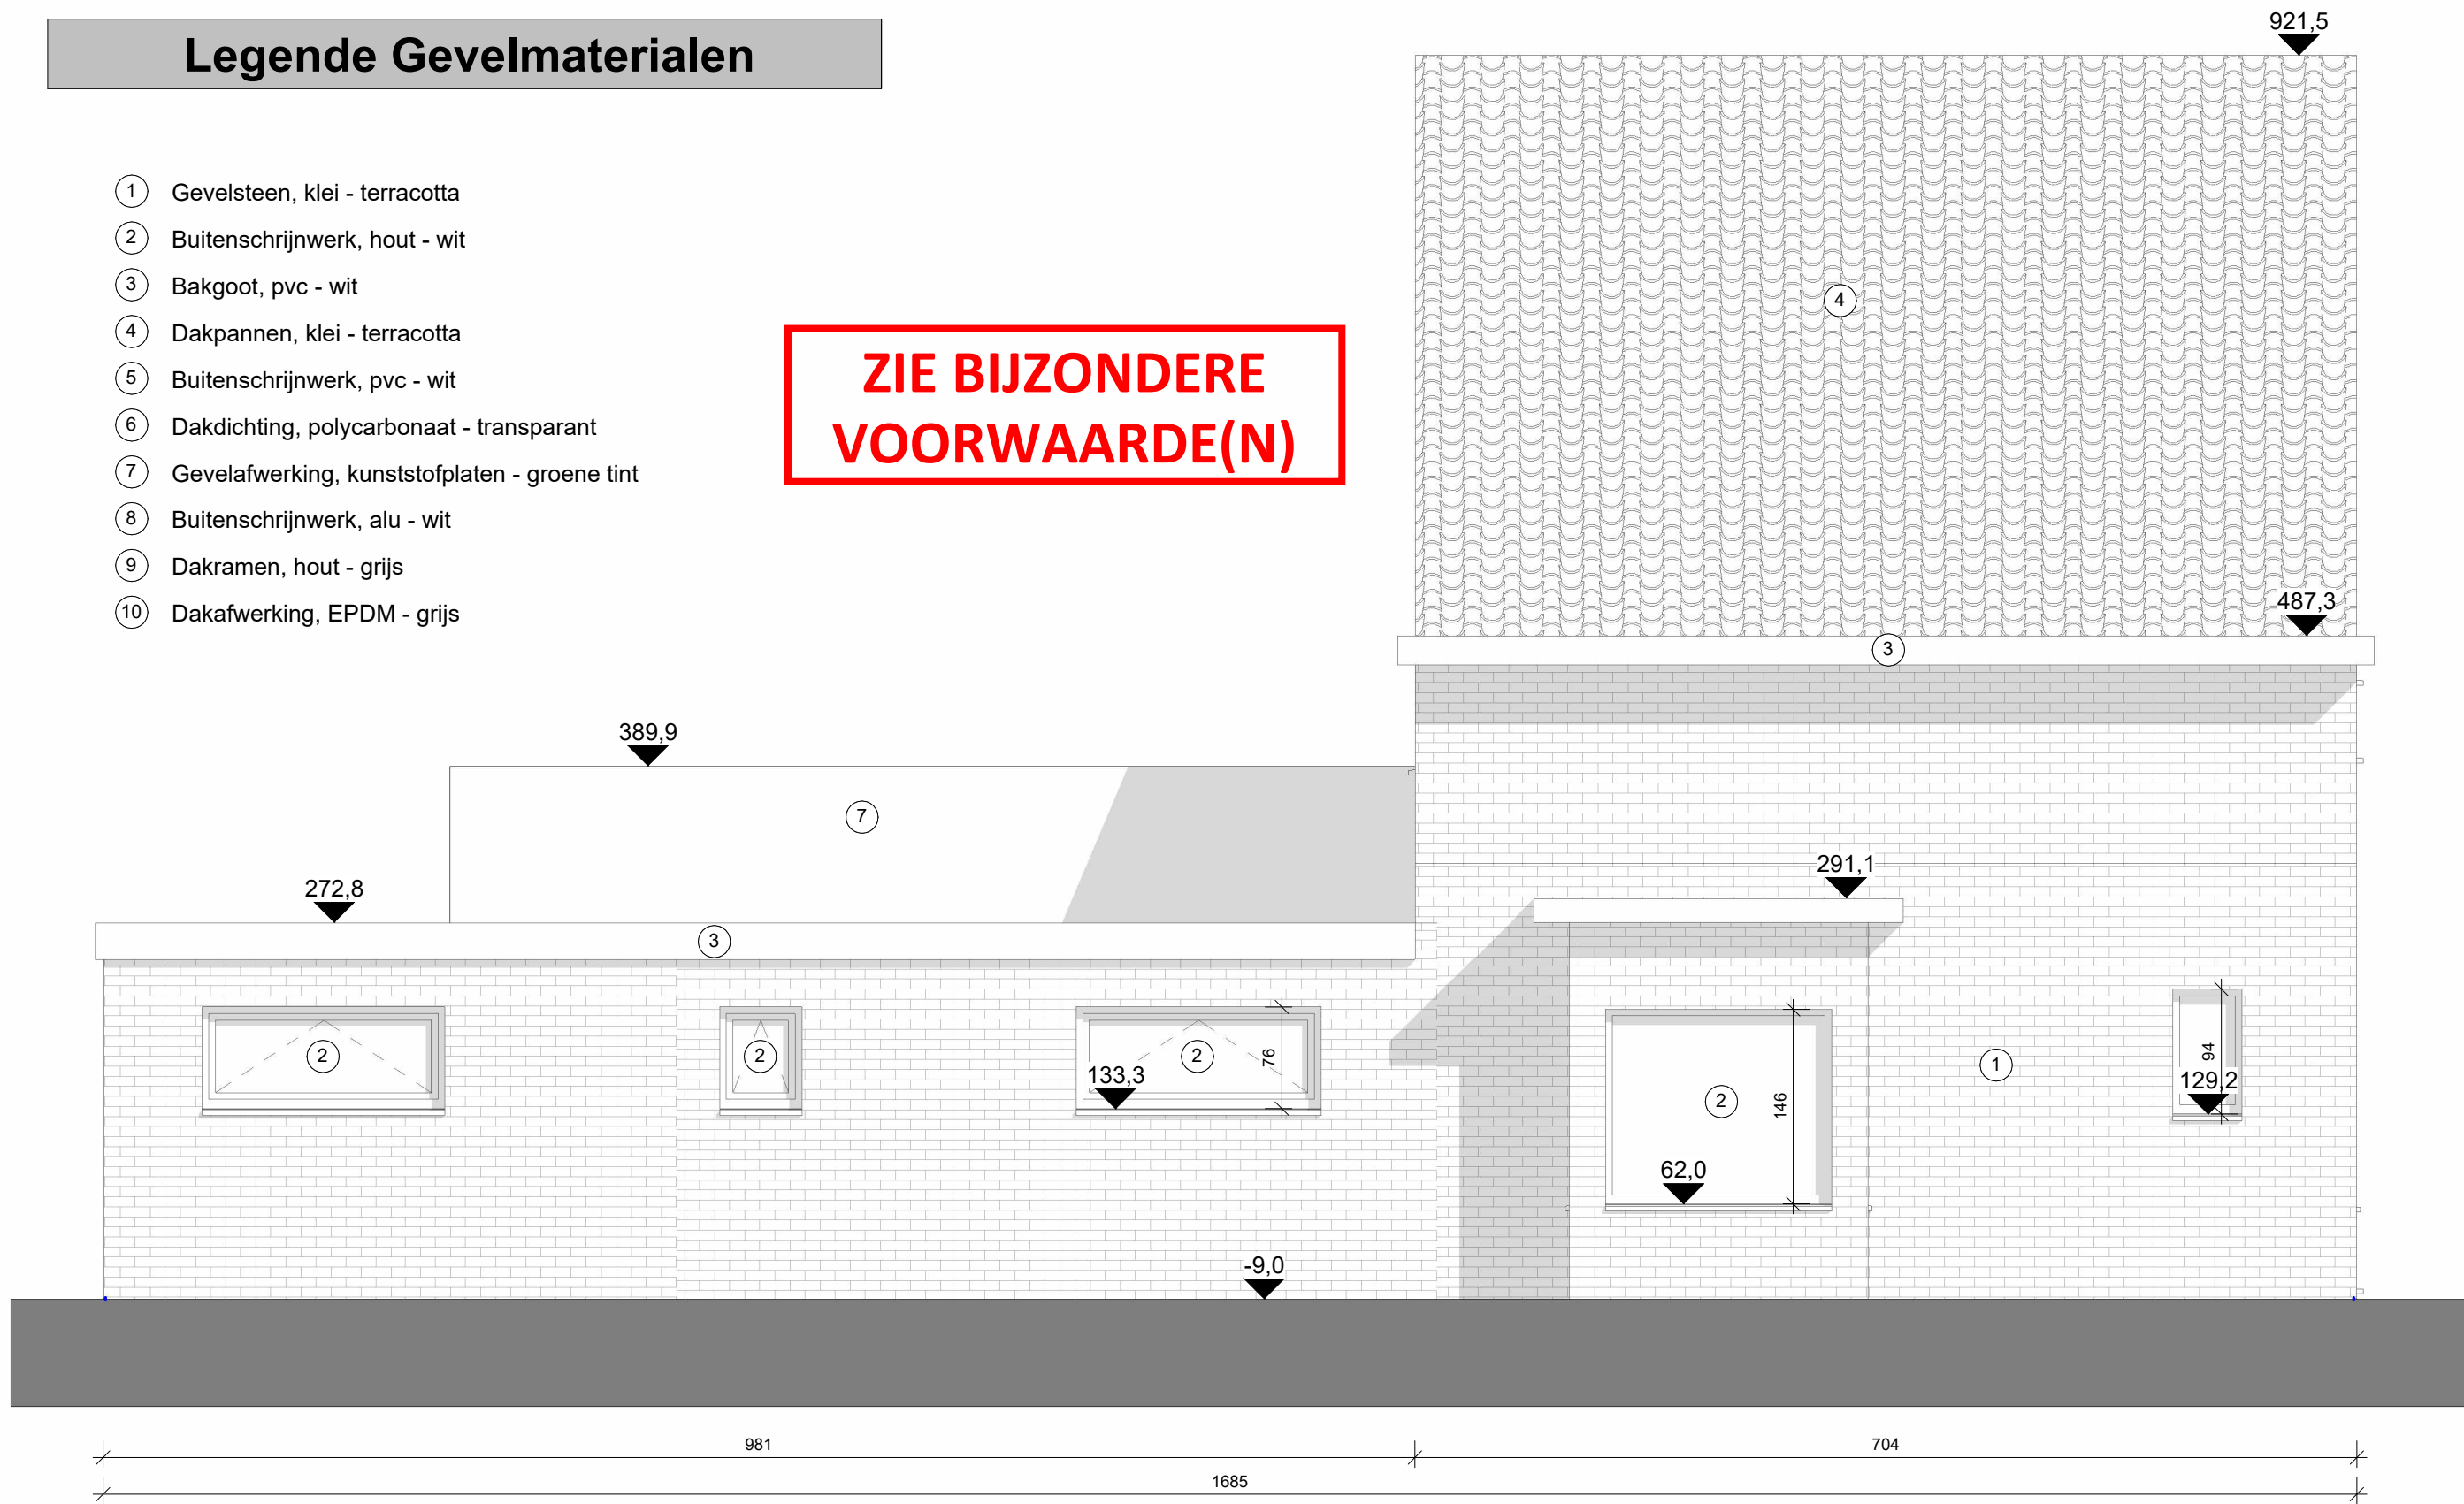 Legende Gevelmaterialen
1 Gevelsteen, klei - terracotta
2 Buitenschrijnwerk, hout - wit
3 Bakgoot, pvc - wit
4 Dakpannen, klei - terracotta
5 Buitenschrijnwerk, pvc - wit
6 Dakdichting, polycarbonaat - transparant
7 Gevelafwerking, kunststofplaten - groene tint
8 Buitenschrijnwerk, alu - wit
9 Dakramen, hout - grijs
10 Dakafwerking, EPDM - grijs
ZIE BIJZONDERE
VOORWAARDE(N)
921,5
4
487,3
3
389,9
7
291,1
272,8
3
2
2
2
76
133,3
2
146
62,0
1
94
129,2
-9,0
981
704
1685